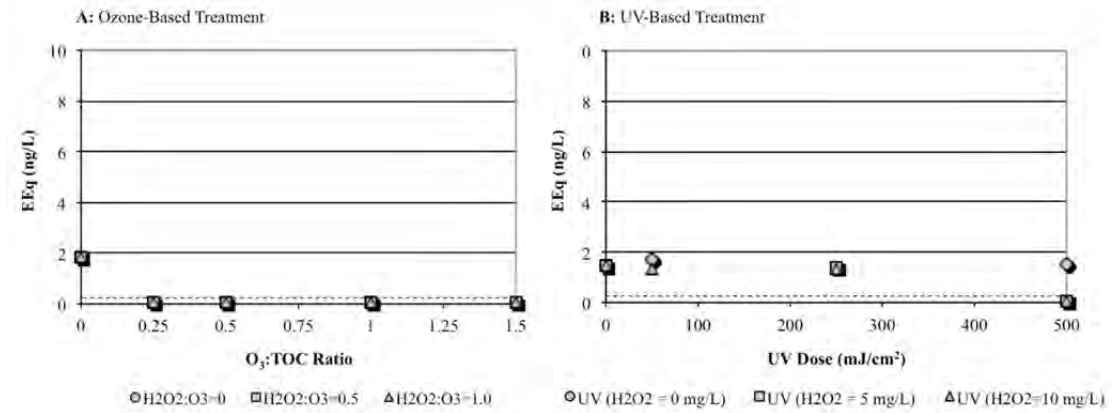 A: Ozone-Based Treatment
10
8
6
4
2
0
EEq (ng/L)
0 0.25 0.5 0.75 1 1.25 1.5
O3:TOC Ratio
H2O2:O3=0 H2O2:O3=0.5 H2O2:O3=1.0
B: UV-Based Treatment
0
8
6
4
2
0
EEq (ng/L)
0 100 200 300 400 500
UV Dose (mJ/cm²)
UV (H2O2 = 0 mg/L) UV (H2O2 = 5 mg/L) UV (H2O2=10 mg/L)